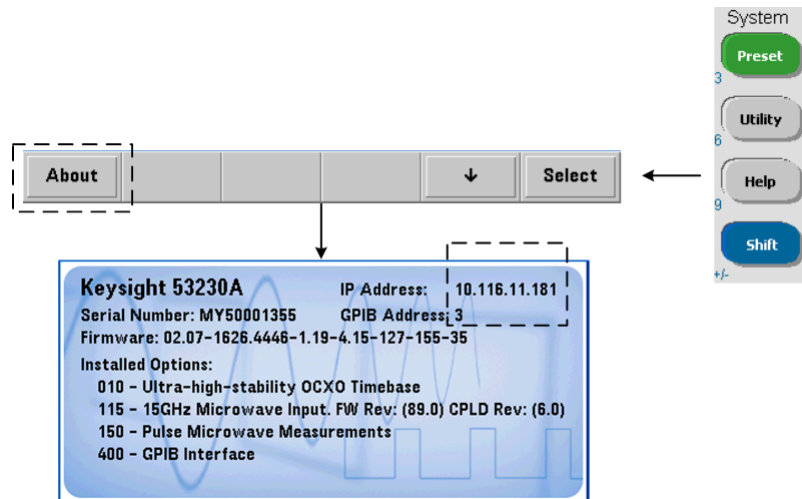 System
Preset
3
Utility
6
Help
9
Shift
+/-
About ↓ Select
Keysight 53230A IP Address: 10.116.11.181
Serial Number: MY50001355 GPIB Address: 3
Firmware: 02.07-1626.4446-1.19-4.15-127-155-35
Installed Options:
010 - Ultra-high-stability OCXO Timebase
115 - 15GHz Microwave Input. FW Rev: (89.0) CPLD Rev: (6.0)
150 - Pulse Microwave Measurements
400 - GPIB Interface